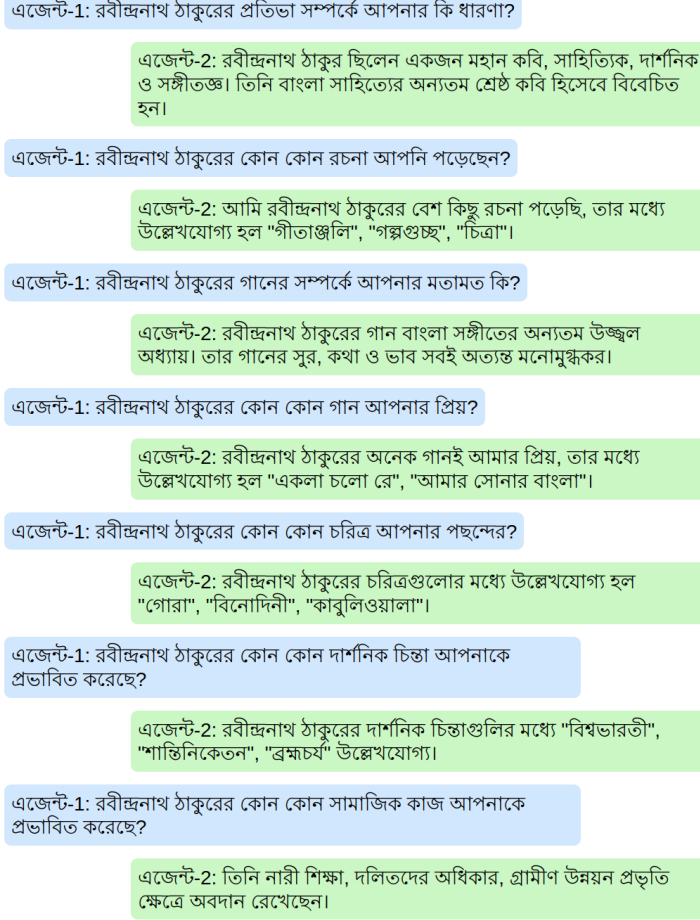 এজেন্ট-1: রবীন্দ্রনাথ ঠাকুরের প্রতিভা সম্পর্কে আপনার কি ধারণা?
এজেন্ট-2: রবীন্দ্রনাথ ঠাকুর ছিলেন একজন মহান কবি, সাহিত্যিক, দার্শনিক
ও সঙ্গীতজ্ঞ। তিনি বাংলা সাহিত্যের অন্যতম শ্রেষ্ঠ কবি হিসেবে বিবেচিত
হন।
এজেন্ট-1: রবীন্দ্রনাথ ঠাকুরের কোন কোন রচনা আপনি পড়েছেন?
এজেন্ট-2: আমি রবীন্দ্রনাথ ঠাকুরের বেশ কিছু রচনা পড়েছি, তার মধ্যে
উল্লেখযোগ্য হল "গীতাঞ্জলি", "গল্পগুচ্ছ", "চিত্রা"।
এজেন্ট-1: রবীন্দ্রনাথ ঠাকুরের গানের সম্পর্কে আপনার মতামত কি?
এজেন্ট-2: রবীন্দ্রনাথ ঠাকুরের গান বাংলা সঙ্গীতের অন্যতম উজ্জ্বল
অধ্যায়। তার গানের সুর, কথা ও ভাব সবই অত্যন্ত মনোমুগ্ধকর।
এজেন্ট-1: রবীন্দ্রনাথ ঠাকুরের কোন কোন গান আপনার প্রিয়?
এজেন্ট-2: রবীন্দ্রনাথ ঠাকুরের অনেক গানই আমার প্রিয়, তার মধ্যে
উল্লেখযোগ্য হল "একলা চলো রে", "আমার সোনার বাংলা"।
এজেন্ট-1: রবীন্দ্রনাথ ঠাকুরের কোন কোন চরিত্র আপনার পছন্দের?
এজেন্ট-2: রবীন্দ্রনাথ ঠাকুরের চরিত্রগুলোর মধ্যে উল্লেখযোগ্য হল
"গোরা", "বিনোদিনী", "কাবুলিওয়ালা"।
এজেন্ট-1: রবীন্দ্রনাথ ঠাকুরের কোন কোন দার্শনিক চিন্তা আপনাকে
প্রভাবিত করেছে?
এজেন্ট-2: রবীন্দ্রনাথ ঠাকুরের দার্শনিক চিন্তাগুলির মধ্যে "বিশ্বভারতী",
"শান্তিনিকেতন", "ব্রহ্মচর্য" উল্লেখযোগ্য।
এজেন্ট-1: রবীন্দ্রনাথ ঠাকুরের কোন কোন সামাজিক কাজ আপনাকে
প্রভাবিত করেছে?
এজেন্ট-2: তিনি নারী শিক্ষা, দলিতদের অধিকার, গ্রামীণ উন্নয়ন প্রভৃতি
ক্ষেত্রে অবদান রেখেছেন।